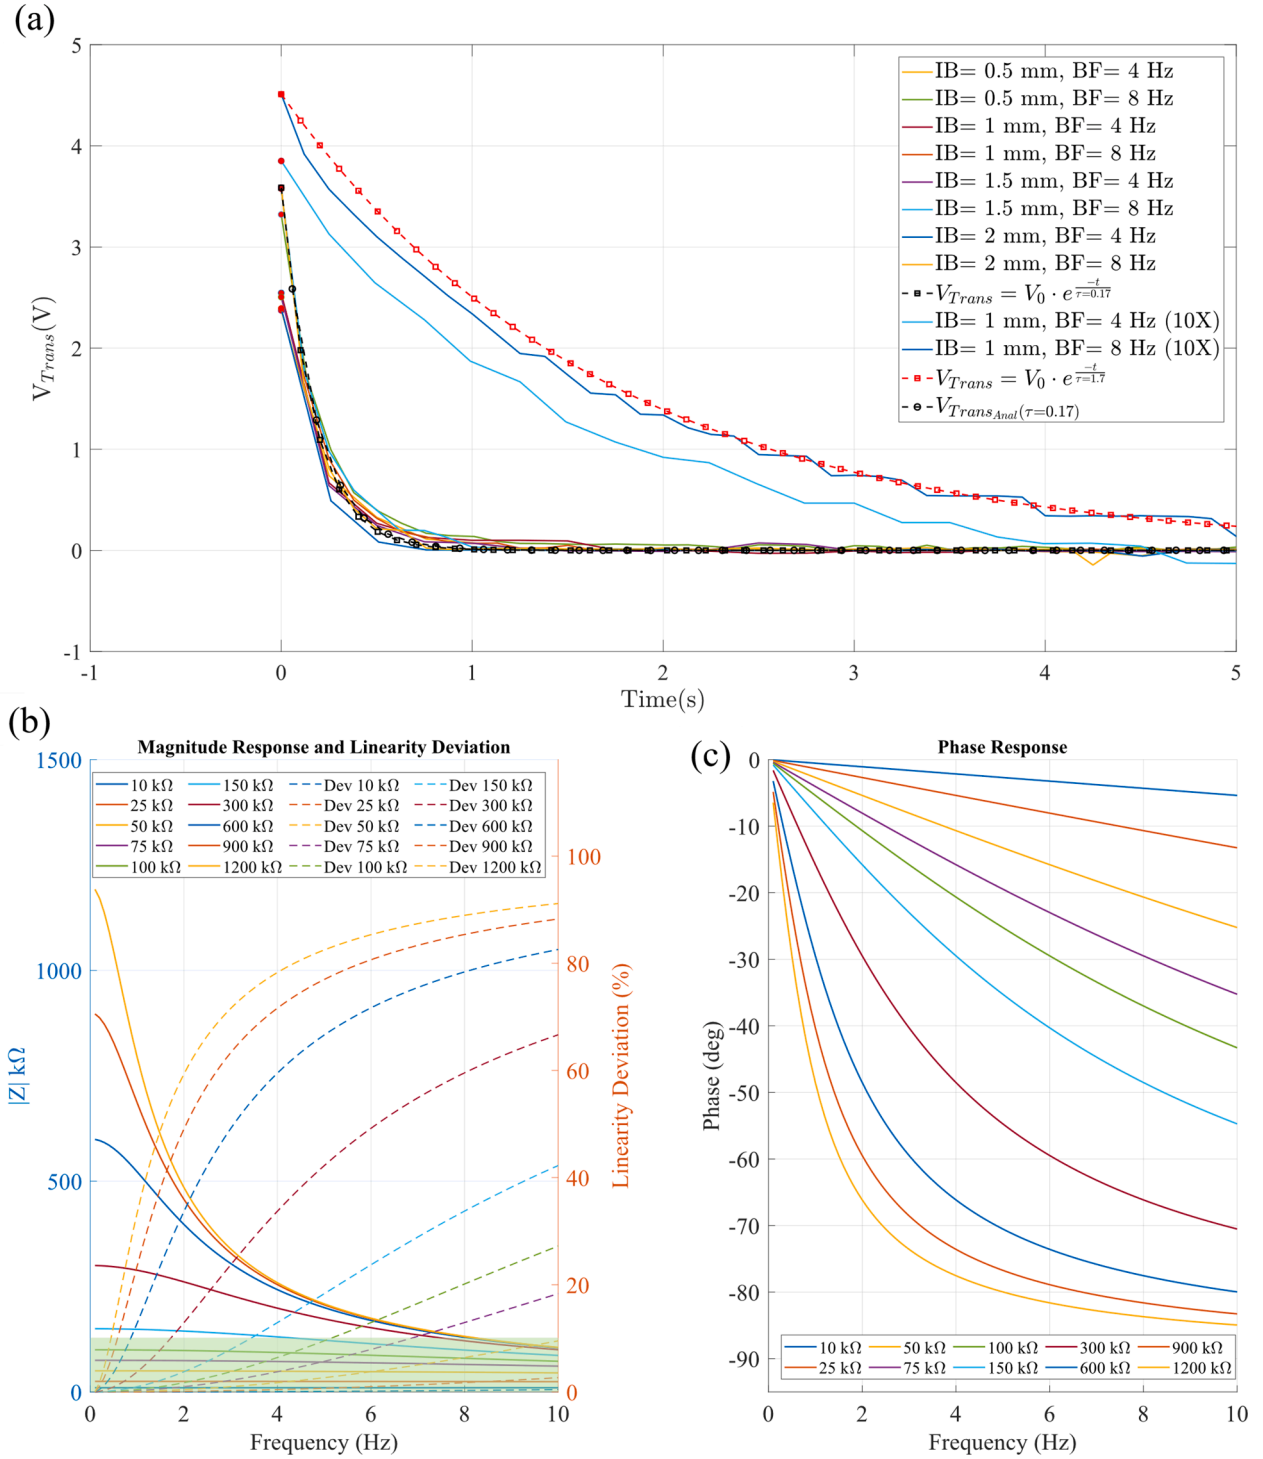 (a)
5
4
3
2
1
0
-1
V_Trans(V)
-1 0 1 2 3 4 5
Time(s)
IB= 0.5 mm, BF= 4 Hz
IB= 0.5 mm, BF= 8 Hz
IB= 1 mm, BF= 4 Hz
IB= 1 mm, BF= 8 Hz
IB= 1.5 mm, BF= 4 Hz
IB= 1.5 mm, BF= 8 Hz
IB= 2 mm, BF= 4 Hz
IB= 2 mm, BF= 8 Hz
V_Trans = V_0 · e^(-t/τ=0.17)
IB= 1 mm, BF= 4 Hz (10X)
IB= 1 mm, BF= 8 Hz (10X)
V_Trans = V_0 · e^(-t/τ=1.7)
V_Trans_Anal(τ=0.17)
(b)
Magnitude Response and Linearity Deviation
1500
1000
500
0
|Z| kΩ
10 kΩ 150 kΩ Dev 10 kΩ Dev 150 kΩ
25 kΩ 300 kΩ Dev 25 kΩ Dev 300 kΩ
50 kΩ 600 kΩ Dev 50 kΩ Dev 600 kΩ
75 kΩ 900 kΩ Dev 75 kΩ Dev 900 kΩ
100 kΩ 1200 kΩ Dev 100 kΩ Dev 1200 kΩ
100
80
60
40
20
0
Linearity Deviation (%)
0 2 4 6 8 10
Frequency (Hz)
(c)
Phase Response
0
-10
-20
-30
-40
-50
-60
-70
-80
-90
Phase (deg)
10 kΩ 50 kΩ 100 kΩ 300 kΩ 900 kΩ
25 kΩ 75 kΩ 150 kΩ 600 kΩ 1200 kΩ
0 2 4 6 8 10
Frequency (Hz)